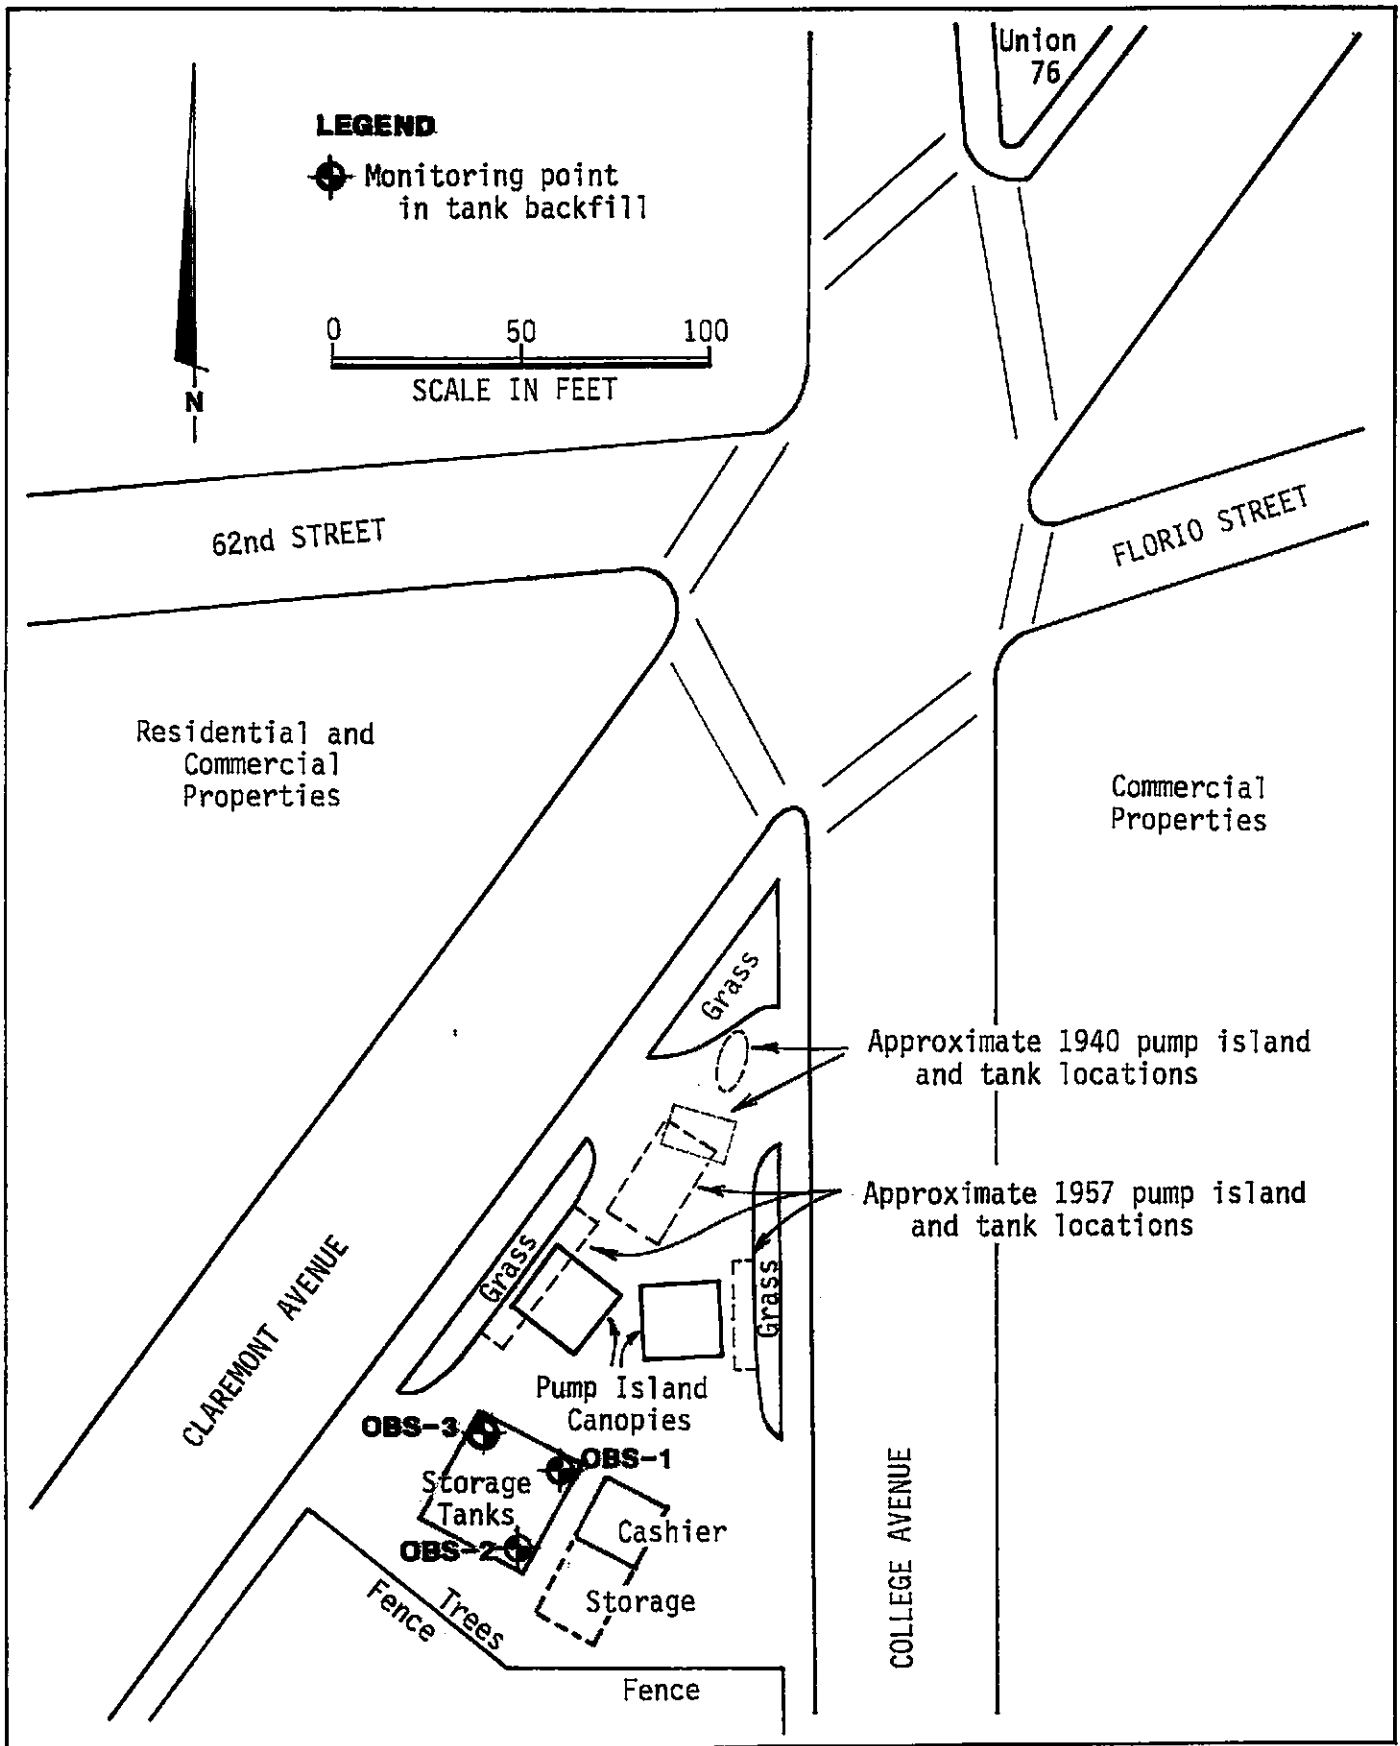 Union
76
LEGEND
Monitoring point
in tank backfill
0 50 100
SCALE IN FEET
N
62nd STREET
FLORIO STREET
Residential and
Commercial
Properties
Commercial
Properties
Grass
Approximate 1940 pump island
and tank locations
Approximate 1957 pump island
and tank locations
Grass
Grass
CLAREMONT AVENUE
Pump Island
Canopies
OBS-3
OBS-1
Storage
Tanks
Cashier
OBS-2
Storage
Trees
Fence
COLLEGE AVENUE
Fence